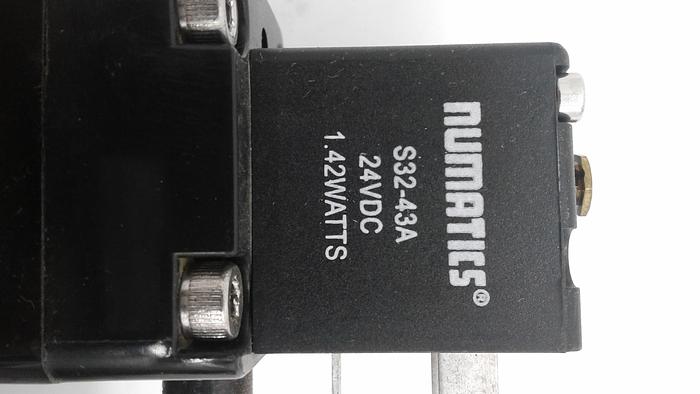 NUMATICS®
S32-43A
24VDC
1.42WATTS